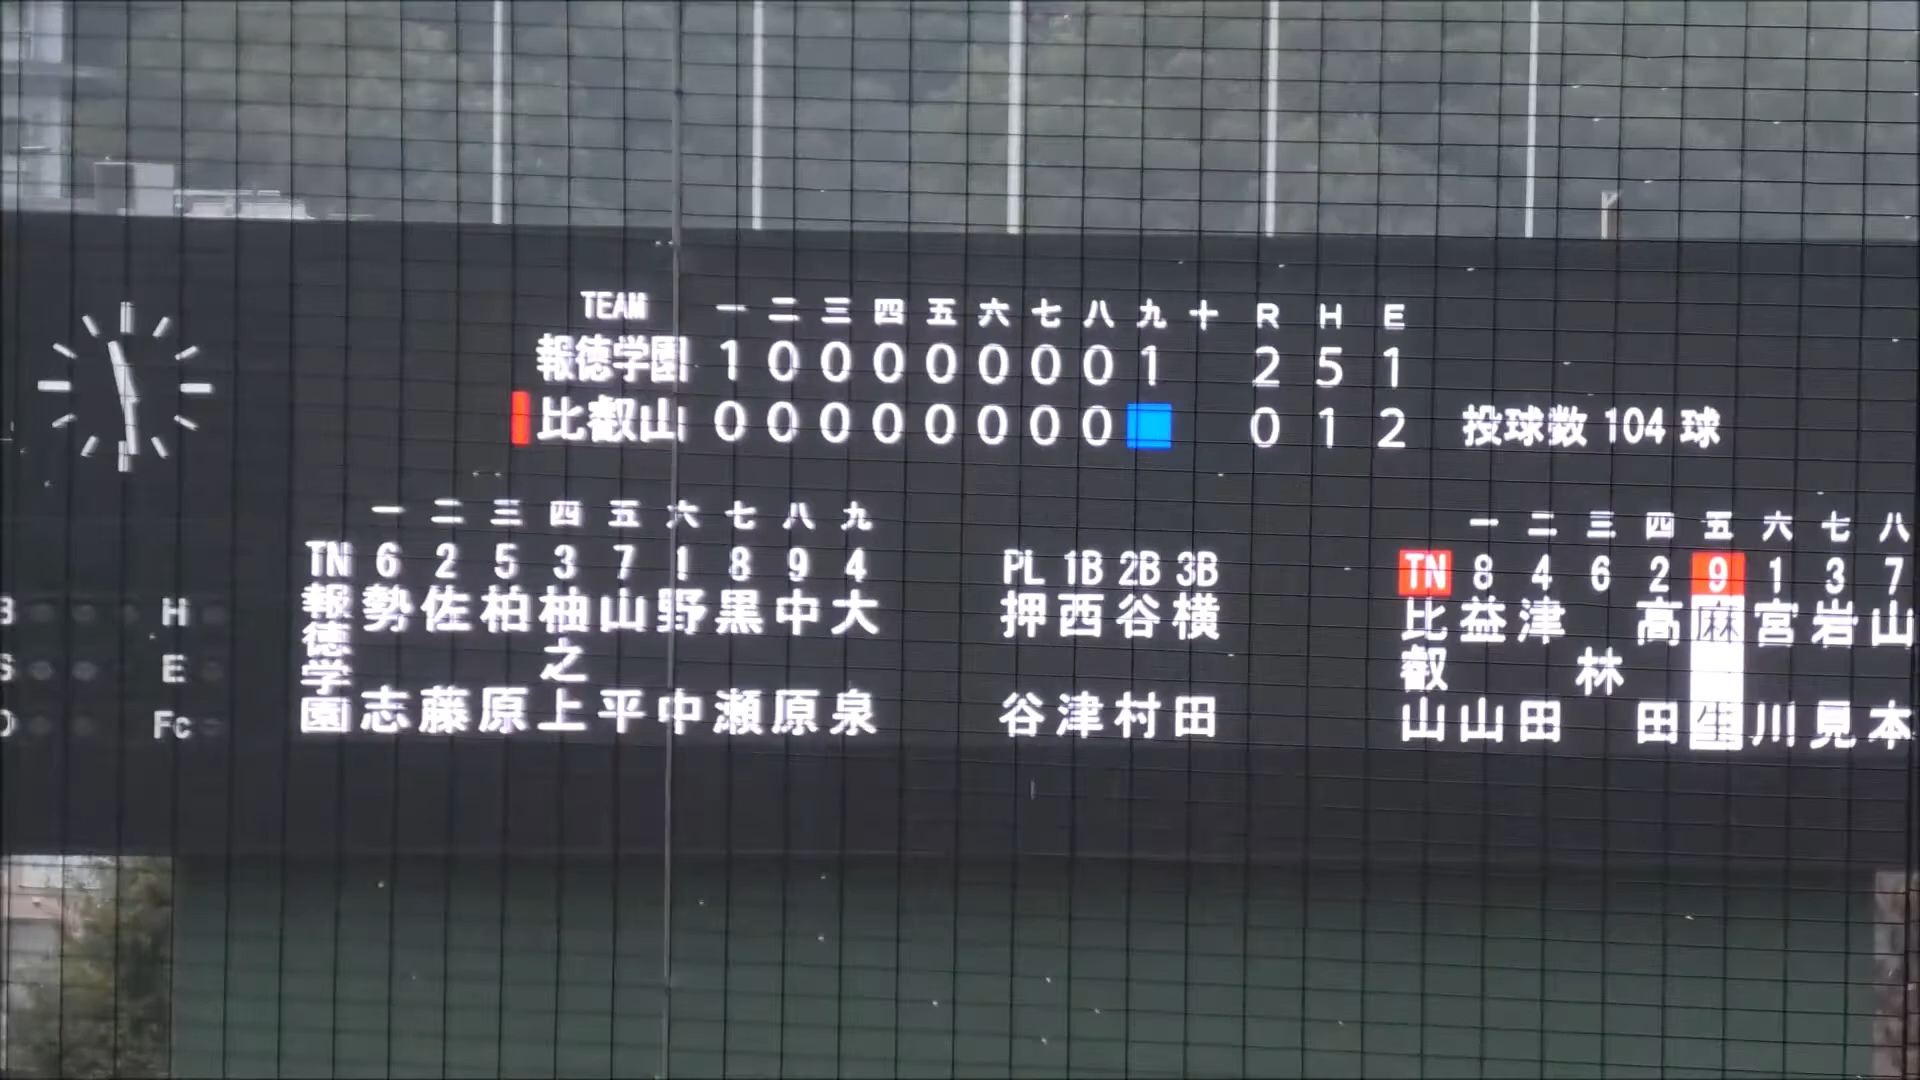 TEAM 一 二 三 四 五 六 七 八 九 十 R H E
報徳学園 1 0 0 0 0 0 0 0 1 2 5 1
比叡山 0 0 0 0 0 0 0 0 0 1 2 投球数 104 球
一 二 三 四 五 六 七 八 九
TN 6 2 5 3 7 1 8 9 4
報徳学園
勢志
佐藤
柏原
柚之上
山平
野中
黒瀬
中原
大泉
PL 1B 2B 3B
押谷
西津
谷村
横田
一 二 三 四 五 六 七 八
TN 8 4 6 2 9 1 3 7
比叡山
益山
津田
林
高田
麻生
宮川
岩見
山本
B H
S E
O Fc